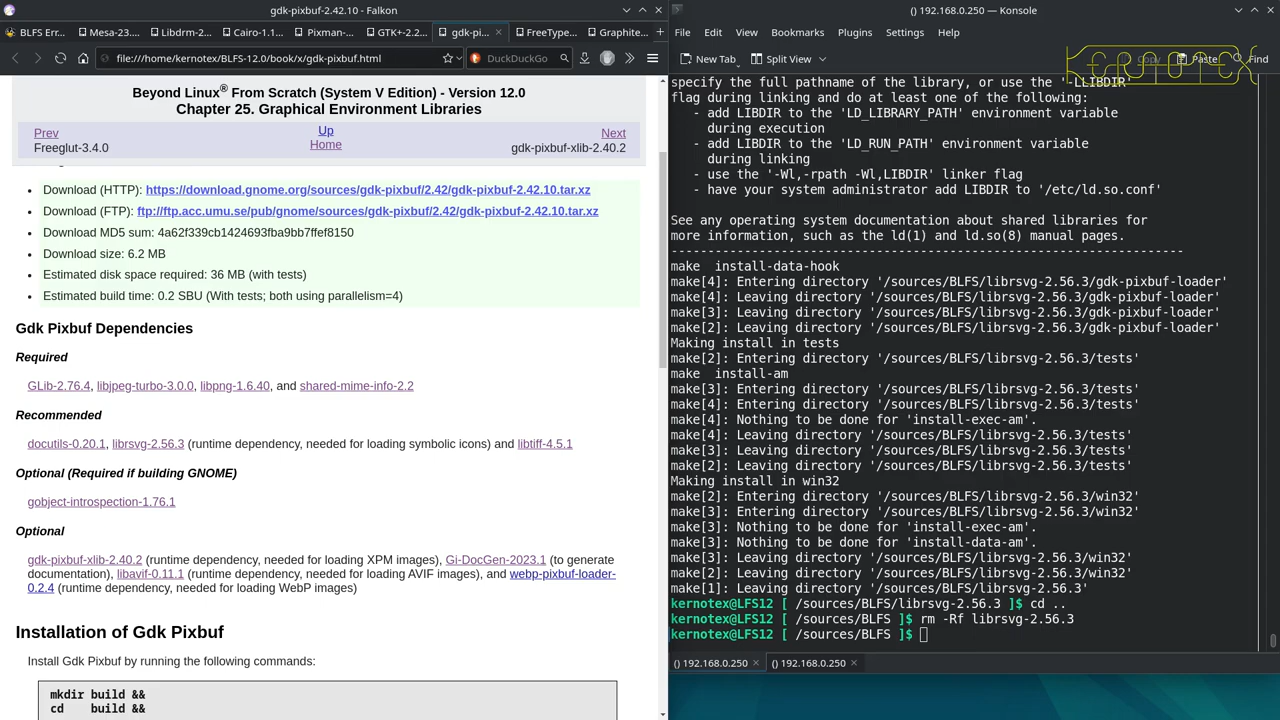 gdk-pixbuf-2.42.10 - Falkon
BLFS Err...
Mesa-23....
Libdrm-2...
Cairo-1.1...
Pixman-...
GTK+-2.2...
gdk-pi...
FreeType...
Graphite...
file:///home/kernotex/BLFS-12.0/book/x/gdk-pixbuf.html
DuckDuckGo
Beyond Linux® From Scratch (System V Edition) - Version 12.0
Chapter 25. Graphical Environment Libraries
Prev Up Next
Freeglut-3.4.0 Home gdk-pixbuf-xlib-2.40.2
• Download (HTTP): https://download.gnome.org/sources/gdk-pixbuf/2.42/gdk-pixbuf-2.42.10.tar.xz
• Download (FTP): ftp://ftp.acc.umu.se/pub/gnome/sources/gdk-pixbuf/2.42/gdk-pixbuf-2.42.10.tar.xz
• Download MD5 sum: 4a62f339cb1424693fba9bb7ffef8150
• Download size: 6.2 MB
• Estimated disk space required: 36 MB (with tests)
• Estimated build time: 0.2 SBU (With tests; both using parallelism=4)
Gdk Pixbuf Dependencies
Required
GLib-2.76.4, libjpeg-turbo-3.0.0, libpng-1.6.40, and shared-mime-info-2.2
Recommended
docutils-0.20.1, librsvg-2.56.3 (runtime dependency, needed for loading symbolic icons) and libtiff-4.5.1
Optional (Required if building GNOME)
gobject-introspection-1.76.1
Optional
gdk-pixbuf-xlib-2.40.2 (runtime dependency, needed for loading XPM images), Gi-DocGen-2023.1 (to generate
documentation), libavif-0.11.1 (runtime dependency, needed for loading AVIF images), and webp-pixbuf-loader-
0.2.4 (runtime dependency, needed for loading WebP images)
Installation of Gdk Pixbuf
Install Gdk Pixbuf by running the following commands:
mkdir build &&
cd    build &&
() 192.168.0.250 — Konsole
File Edit View Bookmarks Plugins Settings Help
New Tab Split View Copy Paste Find
KERNOTEX
specify the full pathname of the library, or use the '-LLIBDIR'
flag during linking and do at least one of the following:
- add LIBDIR to the 'LD_LIBRARY_PATH' environment variable
during execution
- add LIBDIR to the 'LD_RUN_PATH' environment variable
during linking
- use the '-Wl,-rpath -Wl,LIBDIR' linker flag
- have your system administrator add LIBDIR to '/etc/ld.so.conf'
See any operating system documentation about shared libraries for
more information, such as the ld(1) and ld.so(8) manual pages.
----------------------------------------------------------------------
make  install-data-hook
make[4]: Entering directory '/sources/BLFS/librsvg-2.56.3/gdk-pixbuf-loader'
make[4]: Leaving directory '/sources/BLFS/librsvg-2.56.3/gdk-pixbuf-loader'
make[3]: Leaving directory '/sources/BLFS/librsvg-2.56.3/gdk-pixbuf-loader'
make[2]: Leaving directory '/sources/BLFS/librsvg-2.56.3/gdk-pixbuf-loader'
Making install in tests
make[2]: Entering directory '/sources/BLFS/librsvg-2.56.3/tests'
make  install-am
make[3]: Entering directory '/sources/BLFS/librsvg-2.56.3/tests'
make[4]: Entering directory '/sources/BLFS/librsvg-2.56.3/tests'
make[4]: Nothing to be done for 'install-exec-am'.
make[4]: Leaving directory '/sources/BLFS/librsvg-2.56.3/tests'
make[3]: Leaving directory '/sources/BLFS/librsvg-2.56.3/tests'
make[2]: Leaving directory '/sources/BLFS/librsvg-2.56.3/tests'
Making install in win32
make[2]: Entering directory '/sources/BLFS/librsvg-2.56.3/win32'
make[3]: Entering directory '/sources/BLFS/librsvg-2.56.3/win32'
make[3]: Nothing to be done for 'install-exec-am'.
make[3]: Nothing to be done for 'install-data-am'.
make[3]: Leaving directory '/sources/BLFS/librsvg-2.56.3/win32'
make[2]: Leaving directory '/sources/BLFS/librsvg-2.56.3/win32'
make[1]: Leaving directory '/sources/BLFS/librsvg-2.56.3'
kernotex@LFS12 [ /sources/BLFS/librsvg-2.56.3 ]$ cd ..
kernotex@LFS12 [ /sources/BLFS ]$ rm -Rf librsvg-2.56.3
kernotex@LFS12 [ /sources/BLFS ]$
() 192.168.0.250
() 192.168.0.250